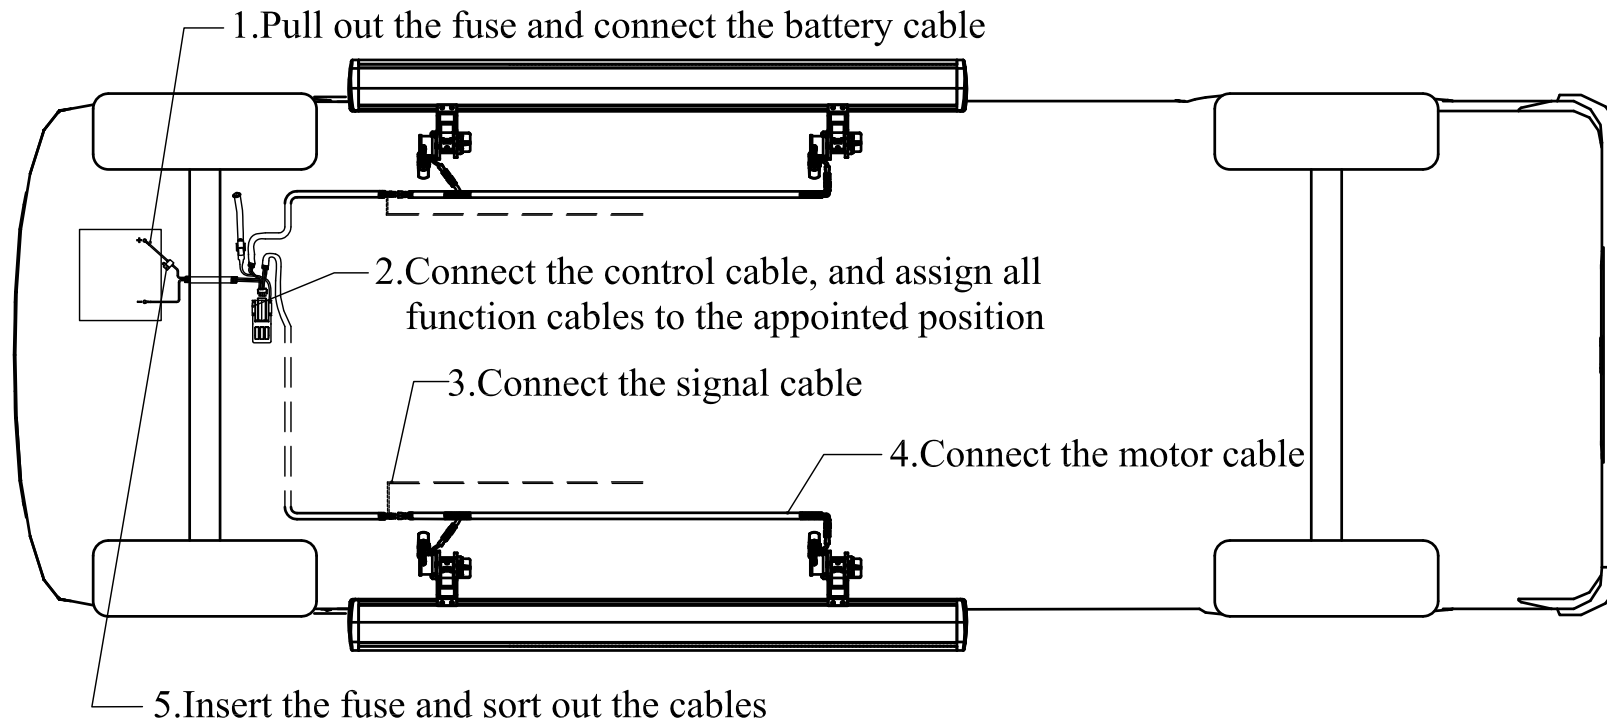 1.Pull out the fuse and connect the battery cable
+
2.Connect the control cable, and assign all
function cables to the appointed position
-
3.Connect the signal cable
4.Connect the motor cable
5.Insert the fuse and sort out the cables